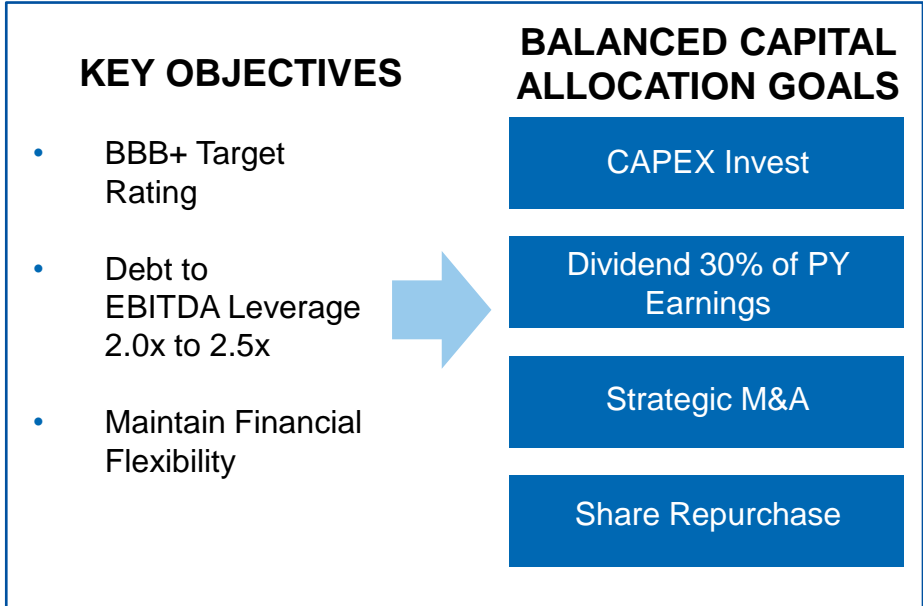 KEY OBJECTIVES
• BBB+ Target
Rating
• Debt to
EBITDA Leverage
2.0x to 2.5x
• Maintain Financial
Flexibility
BALANCED CAPITAL
ALLOCATION GOALS
CAPEX Invest
Dividend 30% of PY
Earnings
Strategic M&A
Share Repurchase